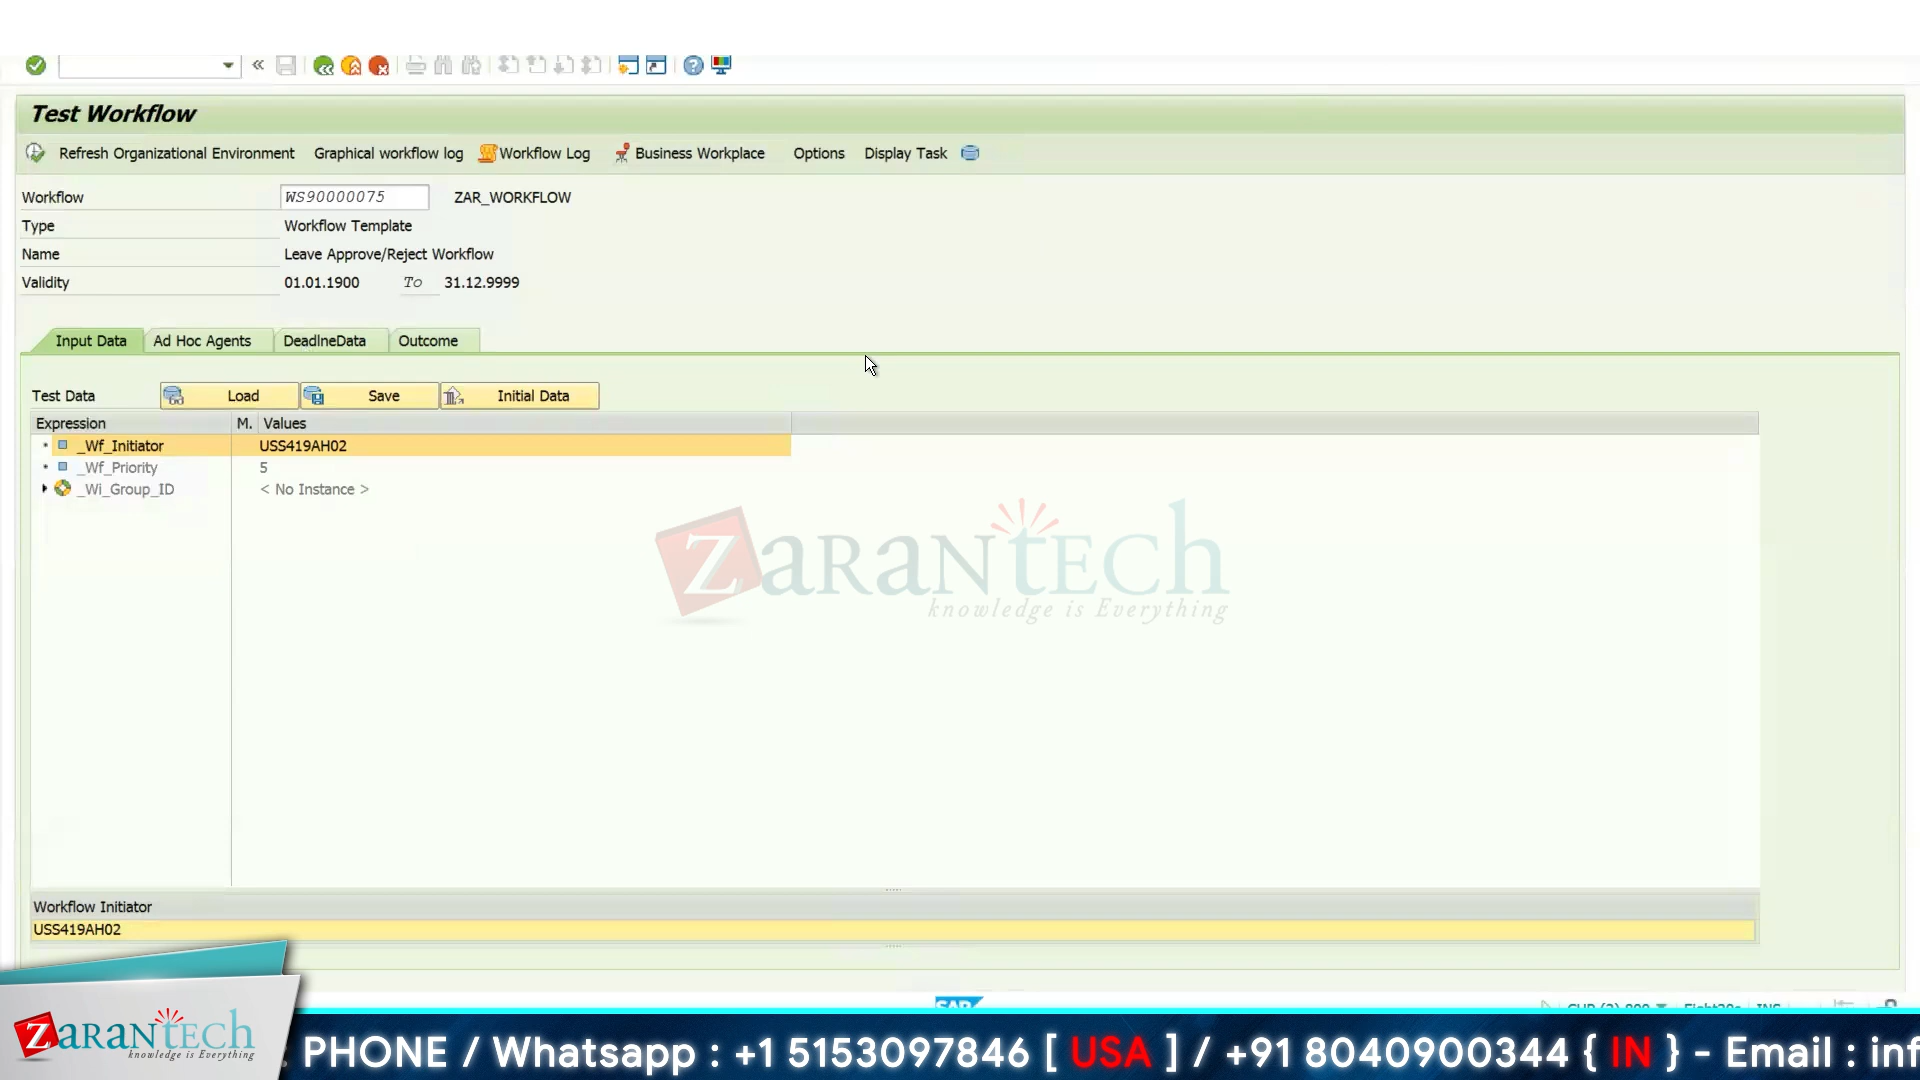 Test Workflow
Refresh Organizational Environment Graphical workflow log Workflow Log Business Workplace Options Display Task
Workflow WS90000075 ZAR_WORKFLOW
Type Workflow Template
Name Leave Approve/Reject Workflow
Validity 01.01.1900 To 31.12.9999
Input Data Ad Hoc Agents DeadlneData Outcome
Test Data Load Save Initial Data
Expression M. Values
_Wf_Initiator USS419AH02
_Wf_Priority 5
_Wi_Group_ID < No Instance >
ZaranTech
knowledge is Everything
Workflow Initiator
USS419AH02
SAP
ZaranTech
knowledge is Everything
PHONE / Whatsapp : +1 5153097846 [ USA ] / +91 8040900344 { IN } - Email : inf